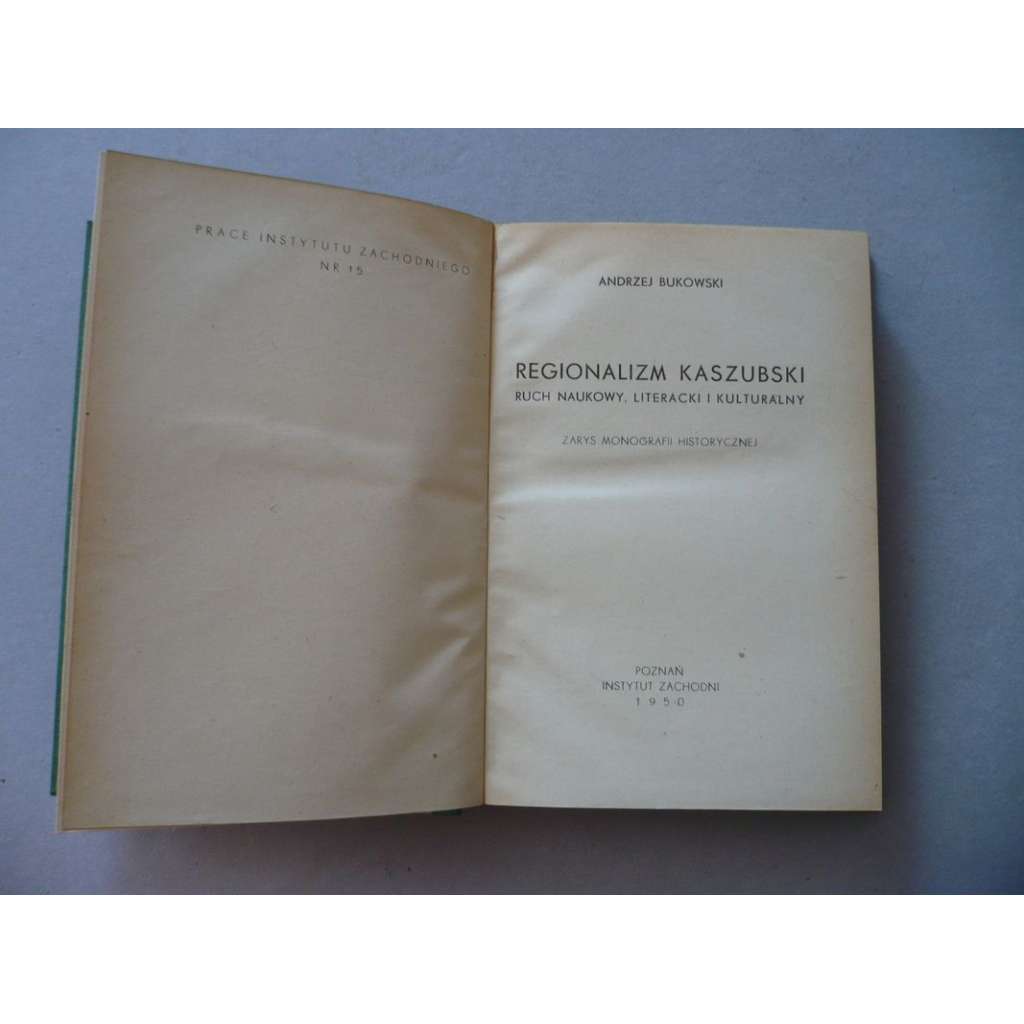 PRACE INSTYTUTU ZACHODNIEGO
NR 15
ANDRZEJ BUKOWSKI
REGIONALIZM KASZUBSKI
RUCH NAUKOWY, LITERACKI I KULTURALNY
ZARYS MONOGRAFII HISTORYCZNEJ
POZNAŃ
INSTYTUT ZACHODNI
1950